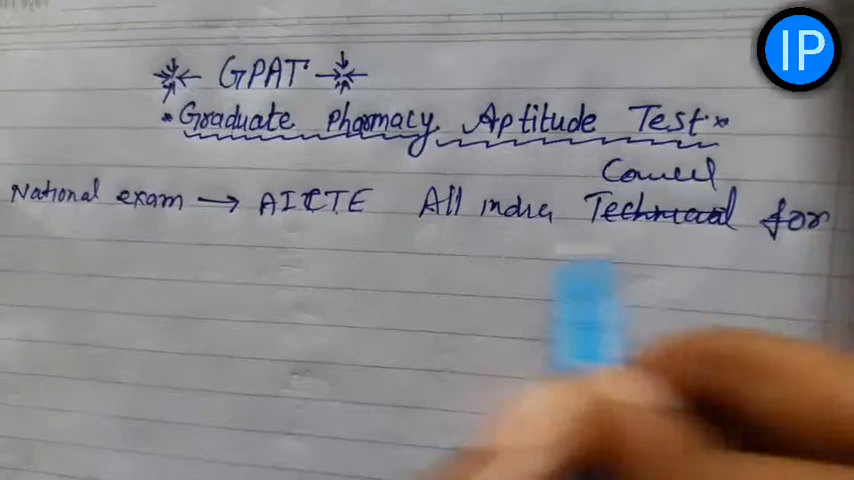 IP
GPAT
Graduate Pharmacy Aptitude Test
Council
National exam → AICTE All india Technical for